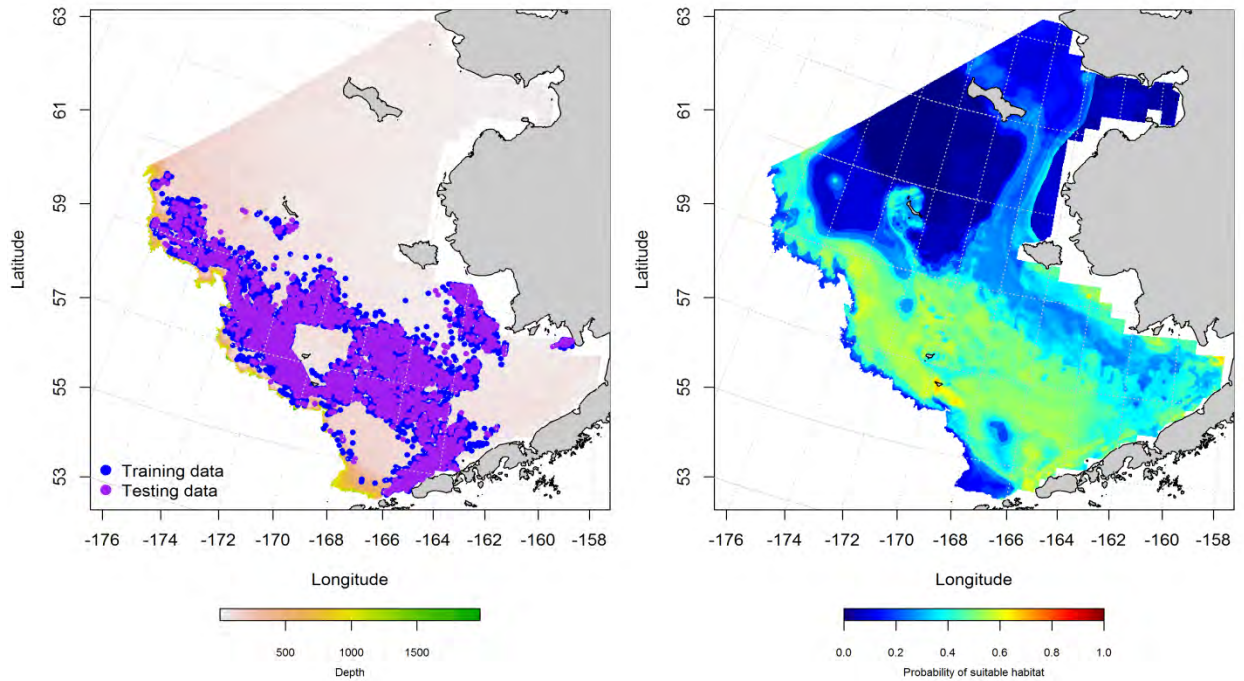 63
61
59
57
55
53
Latitude
Training data
Testing data
-176 -174 -172 -170 -168 -166 -164 -162 -160 -158
Longitude
500 1000 1500
Depth
63
61
59
57
55
53
Latitude
-176 -174 -172 -170 -168 -166 -164 -162 -160 -158
Longitude
0.0 0.2 0.4 0.6 0.8 1.0
Probability of suitable habitat